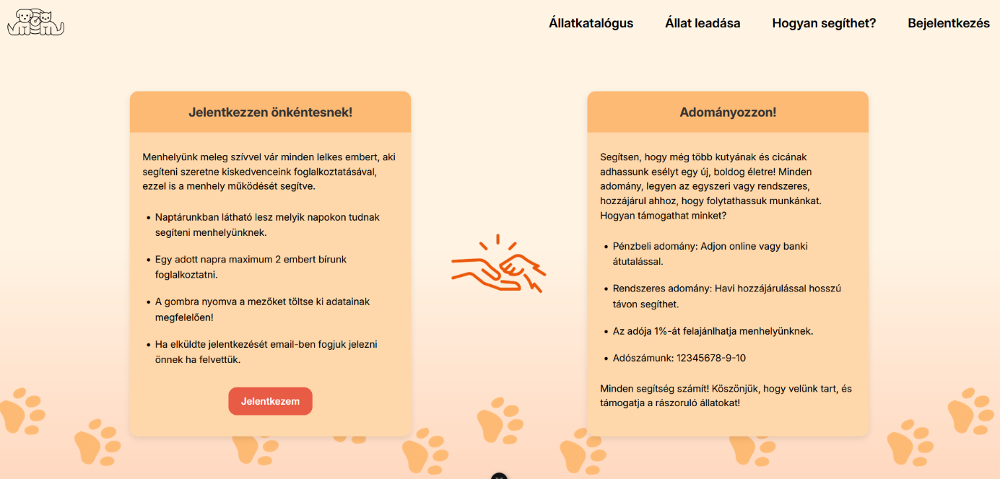 Állatkatalógus Állat leadása Hogyan segíthet? Bejelentkezés
Jelentkezzen önkéntesnek!
Menhelyünk meleg szívvel vár minden lelkes embert, aki
segíteni szeretne kiskedvenceink foglalkoztatásával,
ezzel is a menhely működését segítve.
• Naptárunkban látható lesz melyik napokon tudnak
segíteni menhelyünknek.
• Egy adott napra maximum 2 embert bírunk
foglalkoztatni.
• A gombra nyomva a mezőket töltse ki adatainak
megfelelően!
• Ha elküldte jelentkezését email-ben fogjuk jelezni
önnek ha felvettük.
Jelentkezem
Adományozzon!
Segítsen, hogy még több kutyának és cicának
adhassunk esélyt egy új, boldog életre! Minden
adomány, legyen az egyszeri vagy rendszeres,
hozzájárul ahhoz, hogy folytathassuk munkánkat.
Hogyan támogathat minket?
• Pénzbeli adomány: Adjon online vagy banki
átutalással.
• Rendszeres adomány: Havi hozzájárulással hosszú
távon segíthet.
• Az adója 1%-át felajánlhatja menhelyünknek.
• Adószámunk: 12345678-9-10
Minden segítség számít! Köszönjük, hogy velünk tart, és
támogatja a rászoruló állatokat!